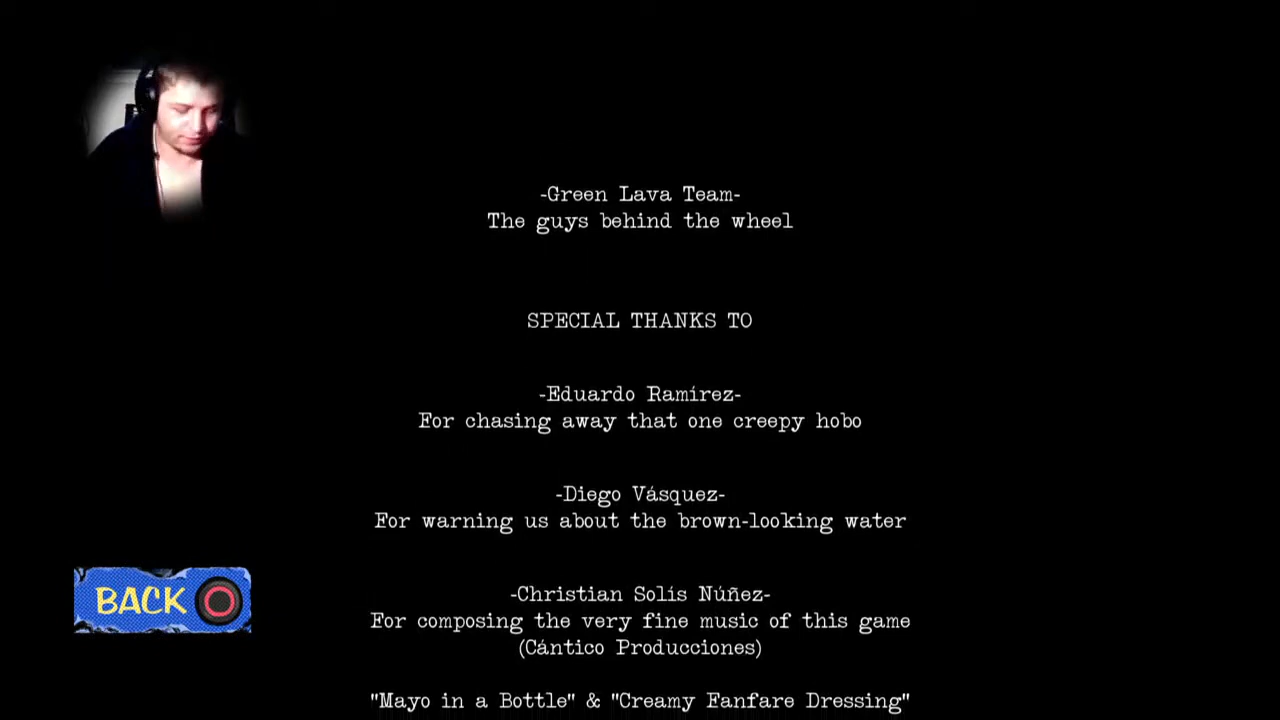 -Green Lava Team-
The guys behind the wheel
SPECIAL THANKS TO
-Eduardo Ramírez-
For chasing away that one creepy hobo
-Diego Vásquez-
For warning us about the brown-looking water
BACK
-Christian Solís Núñez-
For composing the very fine music of this game
(Cántico Producciones)
"Mayo in a Bottle" & "Creamy Fanfare Dressing"